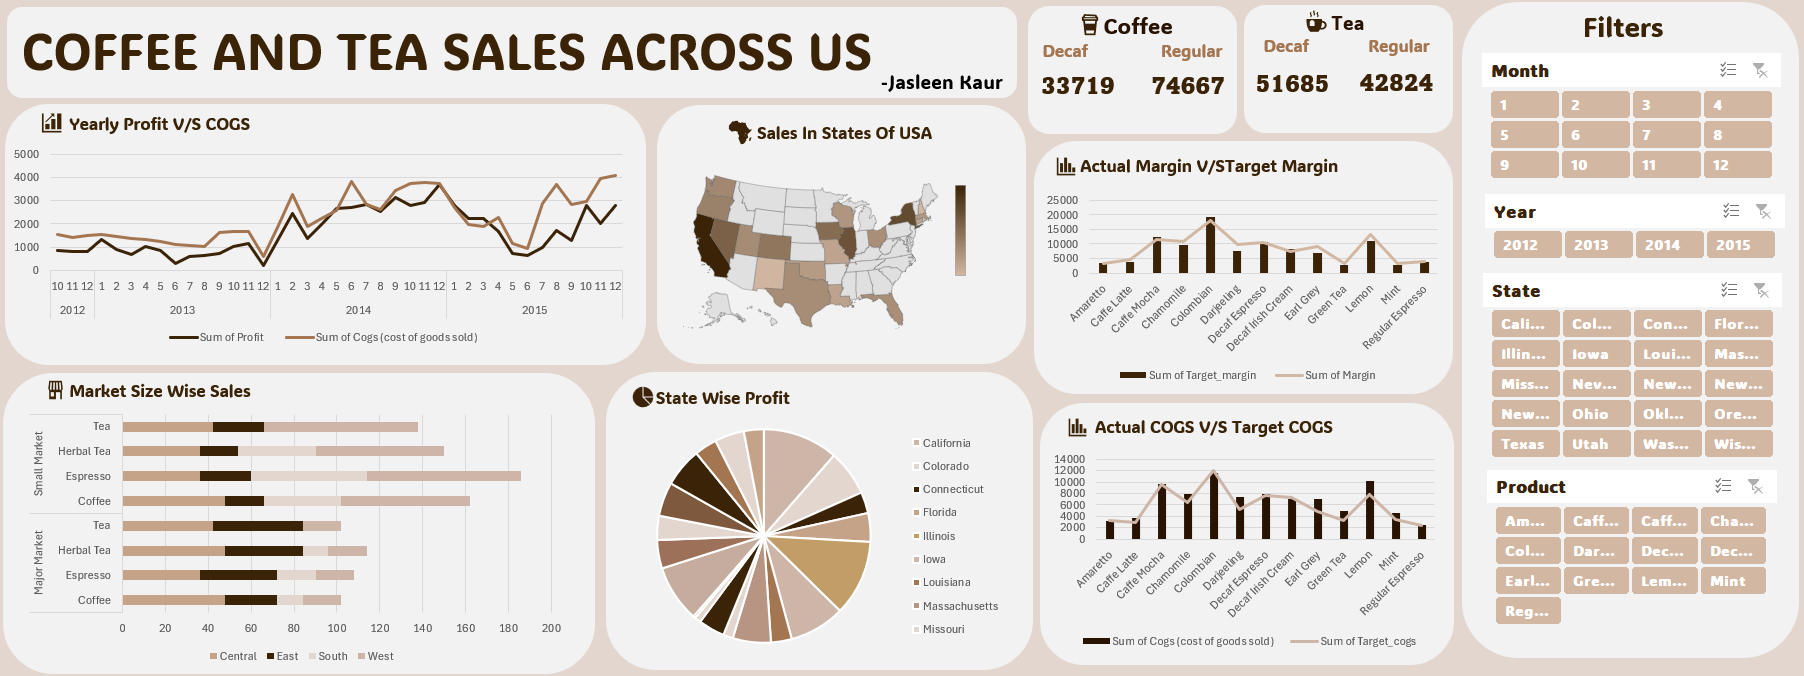 COFFEE AND TEA SALES ACROSS US
-Jasleen Kaur
Coffee
Decaf Regular
33719 74667
Tea
Decaf Regular
51685 42824
Yearly Profit V/S COGS
5000
4000
3000
2000
1000
0
10 11 12 1 2 3 4 5 6 7 8 9 10 11 12 1 2 3 4 5 6 7 8 9 10 11 12 1 2 3 4 5 6 7 8 9 10 11 12
2012 2013 2014 2015
Sum of Profit Sum of Cogs (cost of goods sold)
Sales In States Of USA
Actual Margin V/STarget Margin
25000
20000
15000
10000
5000
0
Amaretto
Caffe Latte
Caffe Mocha
Chamomile
Colombian
Darjeeling
Decaf Espresso
Decaf Irish Cream
Earl Grey
Green Tea
Lemon
Mint
Regular Espresso
Sum of Target_margin Sum of Margin
Market Size Wise Sales
Small Market
Tea
Herbal Tea
Espresso
Coffee
Major Market
Tea
Herbal Tea
Espresso
Coffee
0 20 40 60 80 100 120 140 160 180 200
Central East South West
State Wise Profit
California
Colorado
Connecticut
Florida
Illinois
Iowa
Louisiana
Massachusetts
Missouri
Actual COGS V/S Target COGS
14000
12000
10000
8000
6000
4000
2000
0
Amaretto
Caffe Latte
Caffe Mocha
Chamomile
Colombian
Darjeeling
Decaf Espresso
Decaf Irish Cream
Earl Grey
Green Tea
Lemon
Mint
Regular Espresso
Sum of Cogs (cost of goods sold) Sum of Target_cogs
Filters
Month
1 2 3 4
5 6 7 8
9 10 11 12
Year
2012 2013 2014 2015
State
Cali... Col... Con... Flor...
Illin... Iowa Loui... Mas...
Miss... Nev... New... New...
New... Ohio Okl... Ore...
Texas Utah Was... Wis...
Product
Am... Caff... Caff... Cha...
Col... Dar... Dec... Dec...
Earl... Gre... Lem... Mint
Reg...